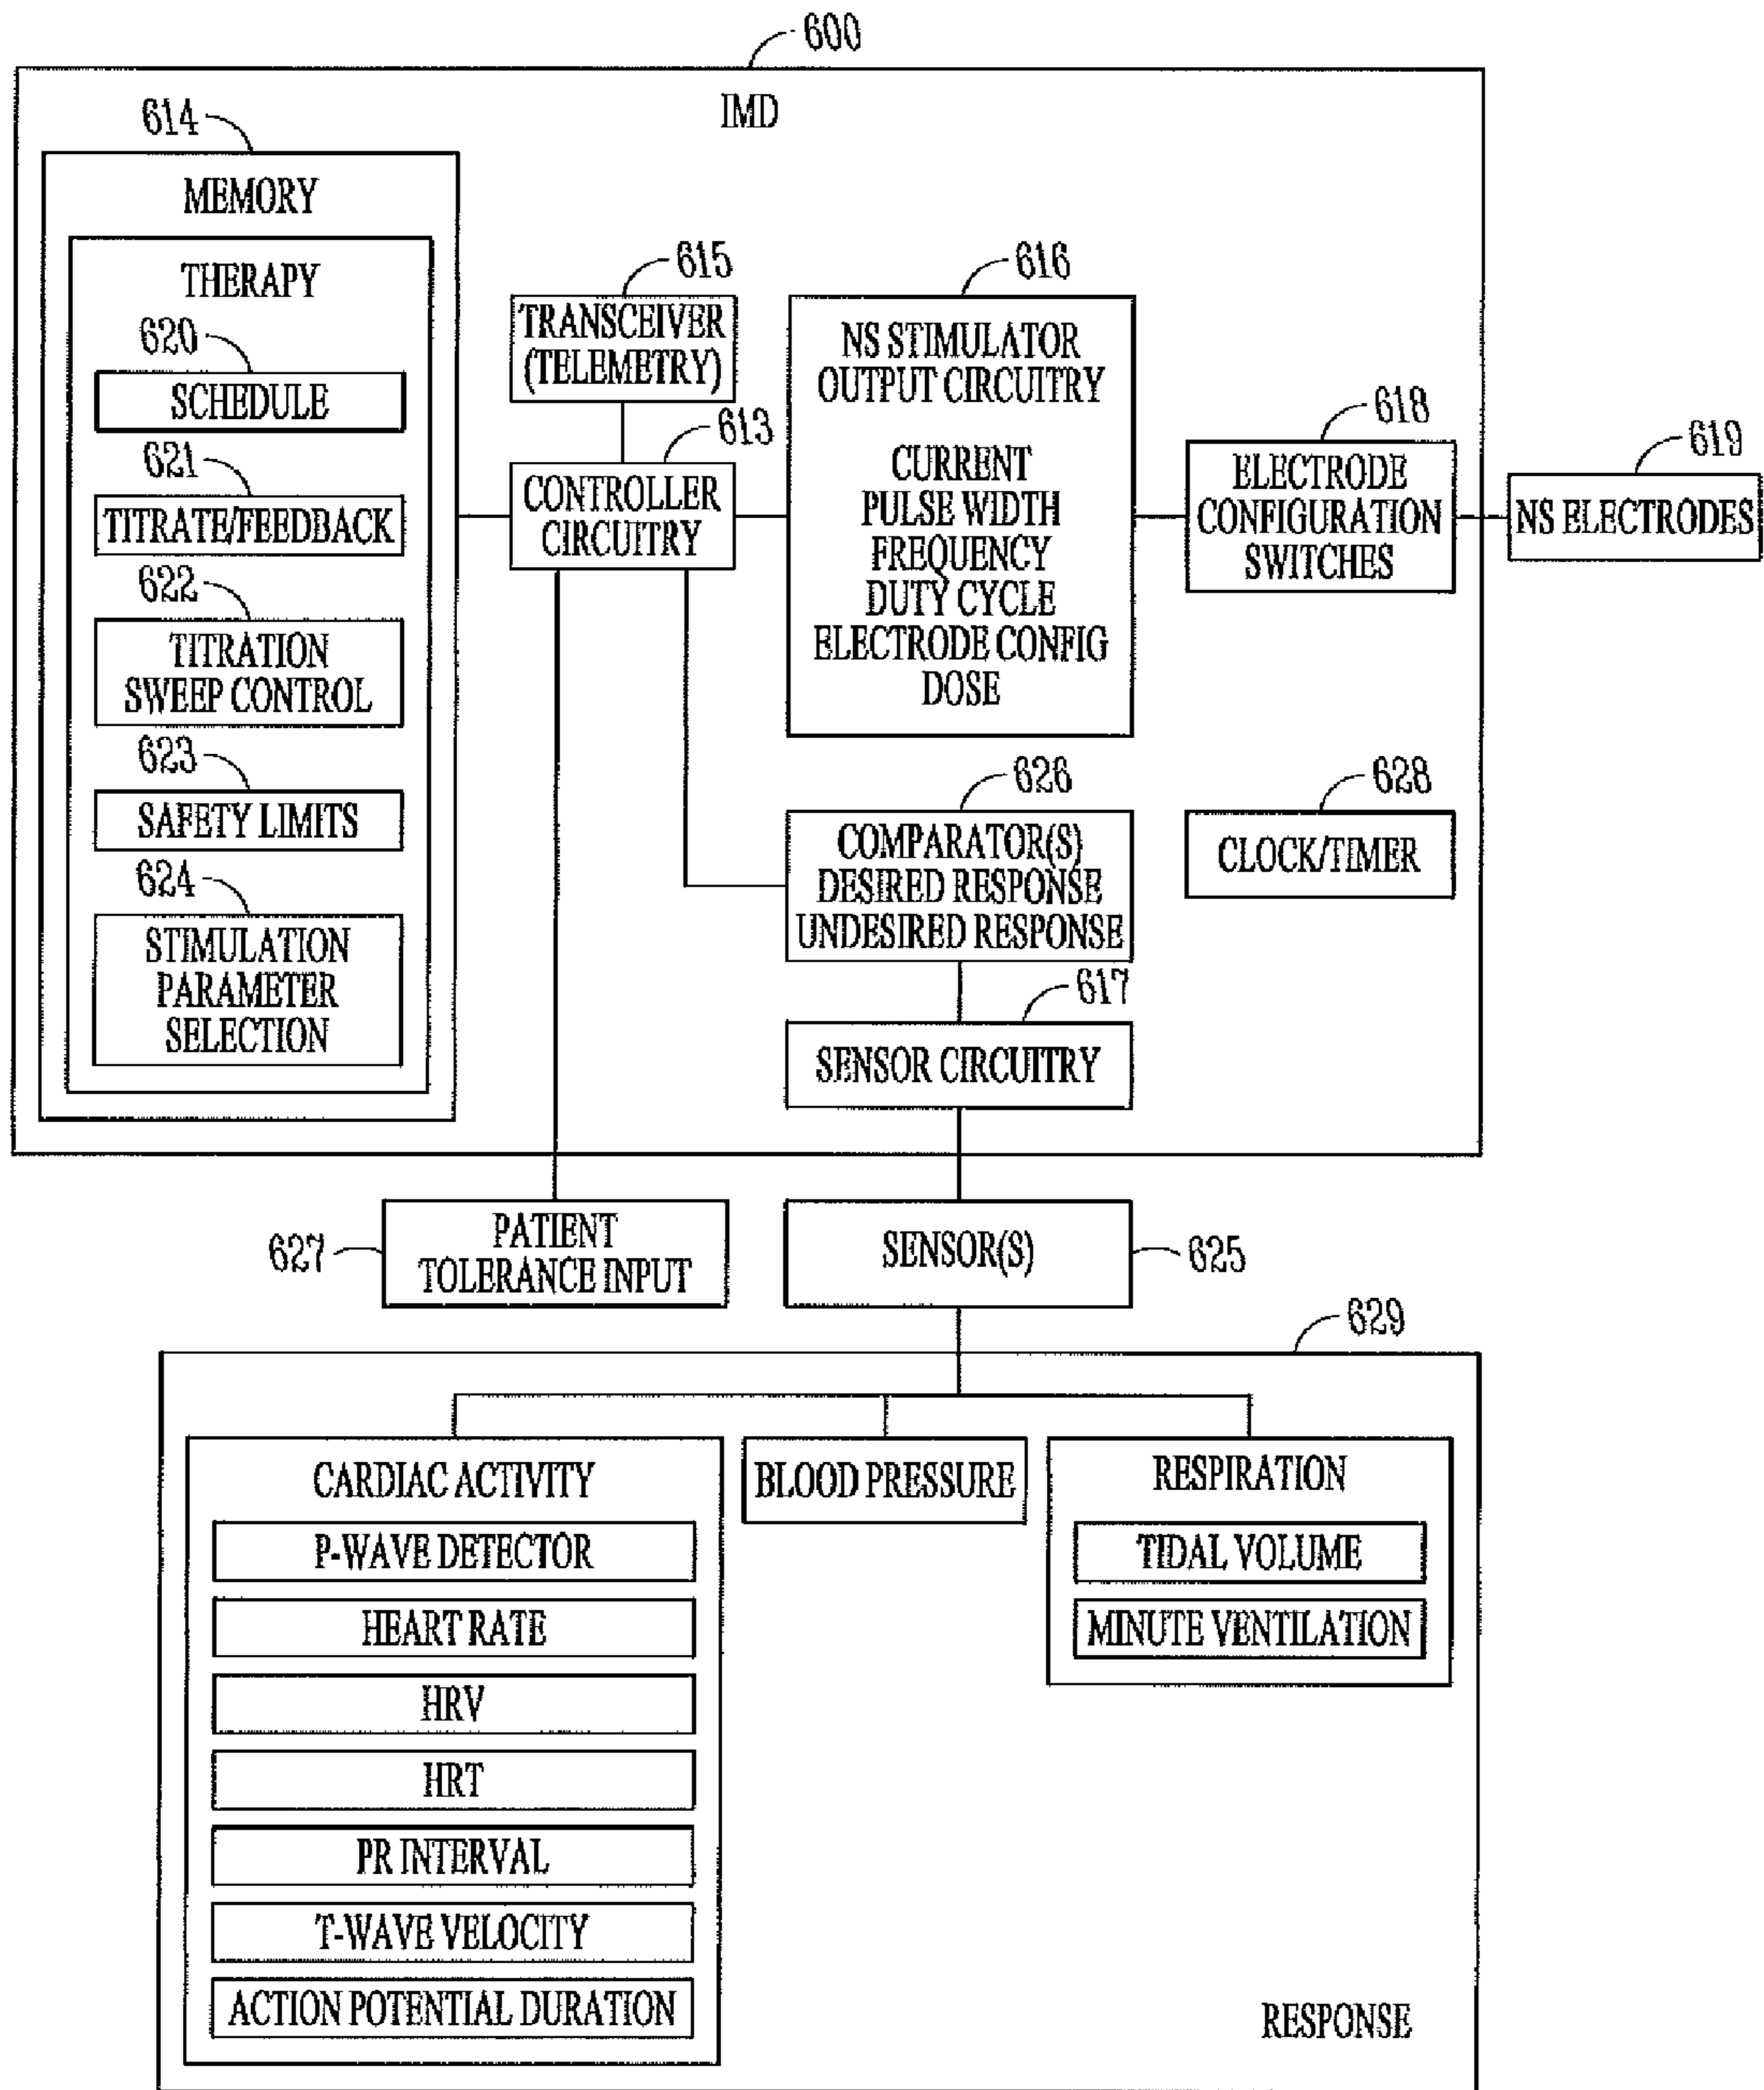 600
IMD
614
MEMORY
THERAPY
620
SCHEDULE
621
TITRATE/FEEDBACK
622
TITRATION
SWEEP CONTROL
623
SAFETY LIMITS
624
STIMULATION
PARAMETER
SELECTION
615
TRANSCEIVER
(TELEMETRY)
613
CONTROLLER
CIRCUITRY
616
NS STIMULATOR
OUTPUT CIRCUITRY
CURRENT
PULSE WIDTH
FREQUENCY
DUTY CYCLE
ELECTRODE CONFIG
DOSE
618
ELECTRODE
CONFIGURATION
SWITCHES
619
NS ELECTRODES
626
COMPARATOR(S)
DESIRED RESPONSE
UNDESIRED RESPONSE
628
CLOCK/TIMER
617
SENSOR CIRCUITRY
627
PATIENT
TOLERANCE INPUT
SENSOR(S)
625
629
CARDIAC ACTIVITY
P-WAVE DETECTOR
HEART RATE
HRV
HRT
PR INTERVAL
T-WAVE VELOCITY
ACTION POTENTIAL DURATION
BLOOD PRESSURE
RESPIRATION
TIDAL VOLUME
MINUTE VENTILATION
RESPONSE